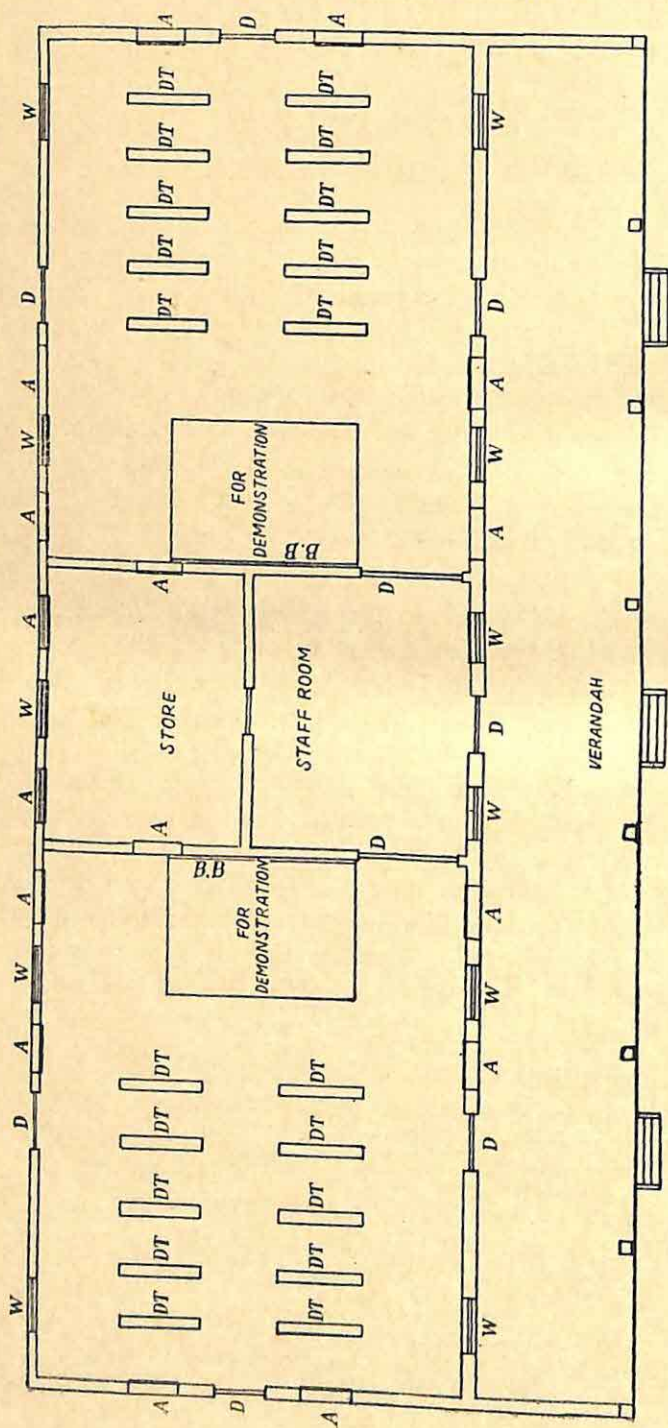 W D A W A A W A A W A D W
A DT DT DT DT DT A STORE A DT DT DT DT DT A
B.B
D FOR
DEMONSTRATION
FOR
DEMONSTRATION D
B.B
STAFF ROOM
A DT DT DT DT DT DT DT DT DT DT A
D D
W D A W A W D W A W A D W
VERANDAH